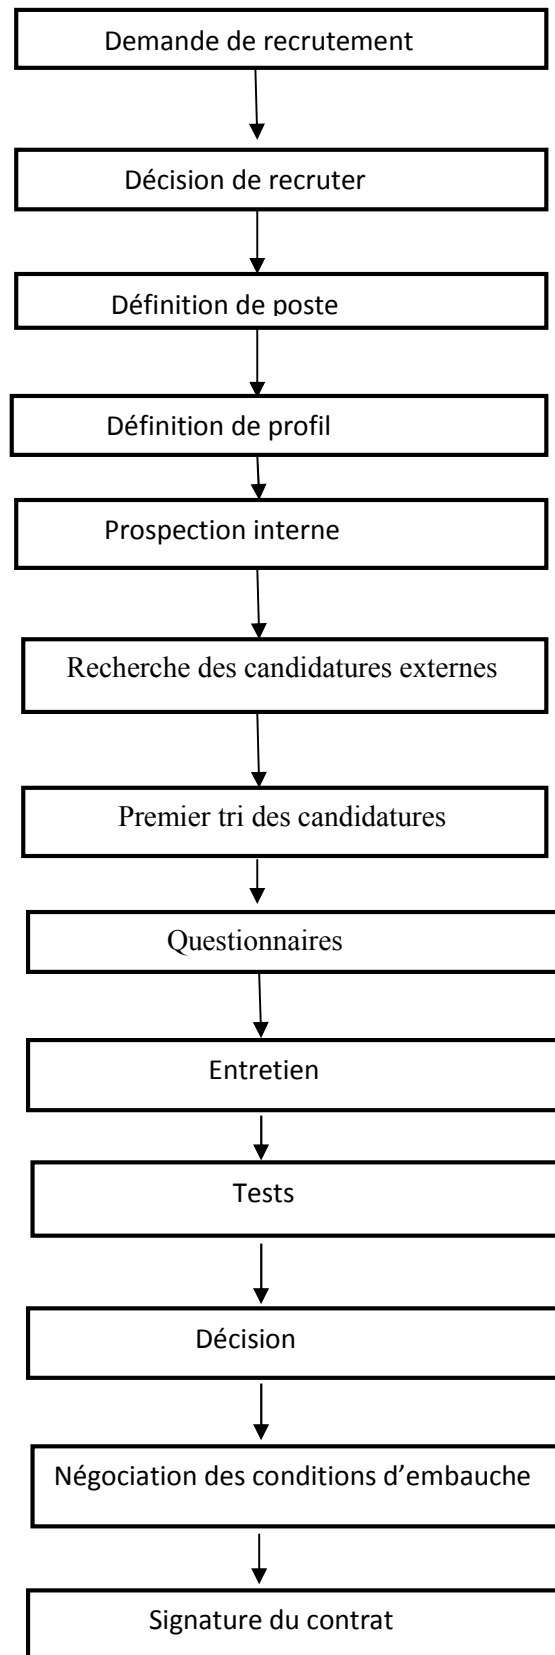 Demande de recrutement
Décision de recruter
Définition de poste
Définition de profil
Prospection interne
Recherche des candidatures externes
Premier tri des candidatures
Questionnaires
Entretien
Tests
Décision
Négociation des conditions d’embauche
Signature du contrat